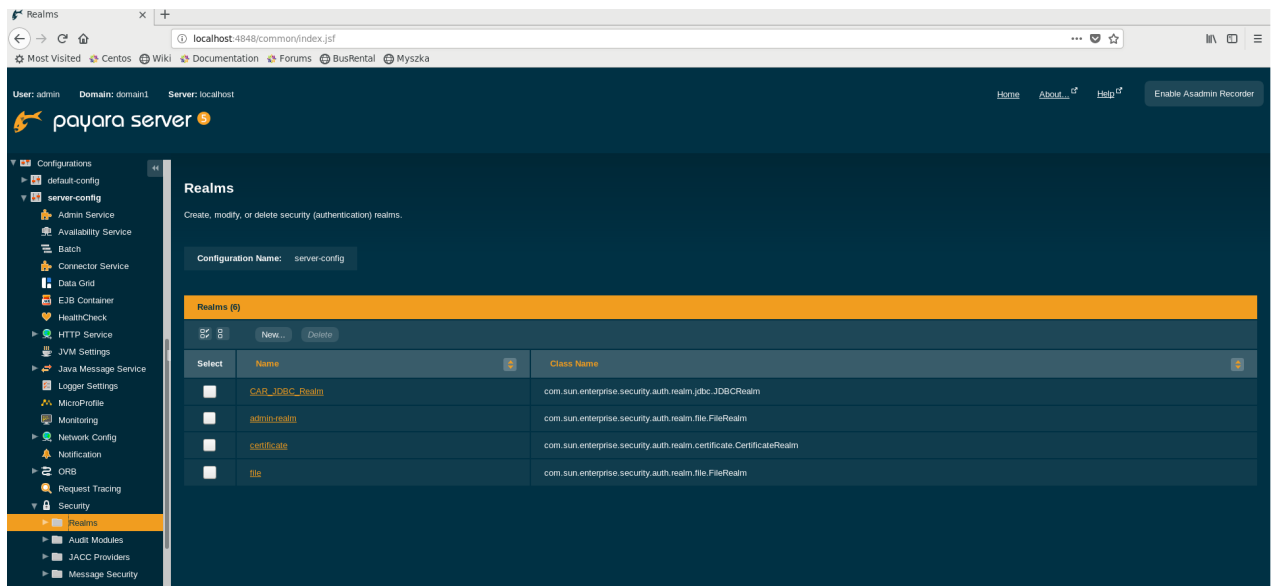 Realms
localhost:4848/common/index.jsf
Most Visited Centos Wiki Documentation Forums BusRental Myszka
User: admin Domain: domain1 Server: localhost
Home About... Help Enable Asadmin Recorder
payara server 5
Configurations
default-config
server-config
Admin Service
Availability Service
Batch
Connector Service
Data Grid
EJB Container
HealthCheck
HTTP Service
JVM Settings
Java Message Service
Logger Settings
MicroProfile
Monitoring
Network Config
Notification
ORB
Request Tracing
Security
Realms
Audit Modules
JACC Providers
Message Security
Realms
Create, modify, or delete security (authentication) realms.
Configuration Name: server-config
Realms (6)
New... Delete
Select Name Class Name
CAR_JDBC_Realm com.sun.enterprise.security.auth.realm.jdbc.JDBCRealm
admin-realm com.sun.enterprise.security.auth.realm.file.FileRealm
certificate com.sun.enterprise.security.auth.realm.certificate.CertificateRealm
file com.sun.enterprise.security.auth.realm.file.FileRealm